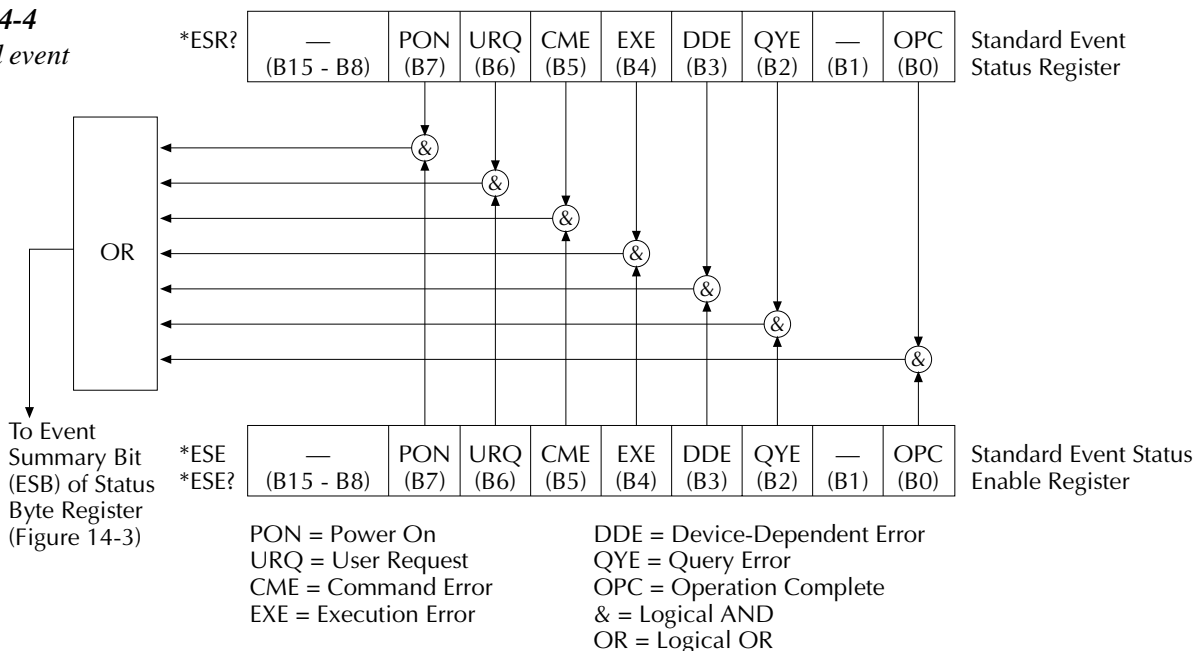 4-4
event
*ESR?
— PON URQ CME EXE DDE QYE — OPC
(B15 - B8) (B7) (B6) (B5) (B4) (B3) (B2) (B1) (B0)
Standard Event
Status Register
&
&
&
OR
&
&
&
&
To Event
Summary Bit
(ESB) of Status
Byte Register
(Figure 14-3)
*ESE
*ESE?
— PON URQ CME EXE DDE QYE — OPC
(B15 - B8) (B7) (B6) (B5) (B4) (B3) (B2) (B1) (B0)
Standard Event Status
Enable Register
PON = Power On
URQ = User Request
CME = Command Error
EXE = Execution Error
DDE = Device-Dependent Error
QYE = Query Error
OPC = Operation Complete
& = Logical AND
OR = Logical OR